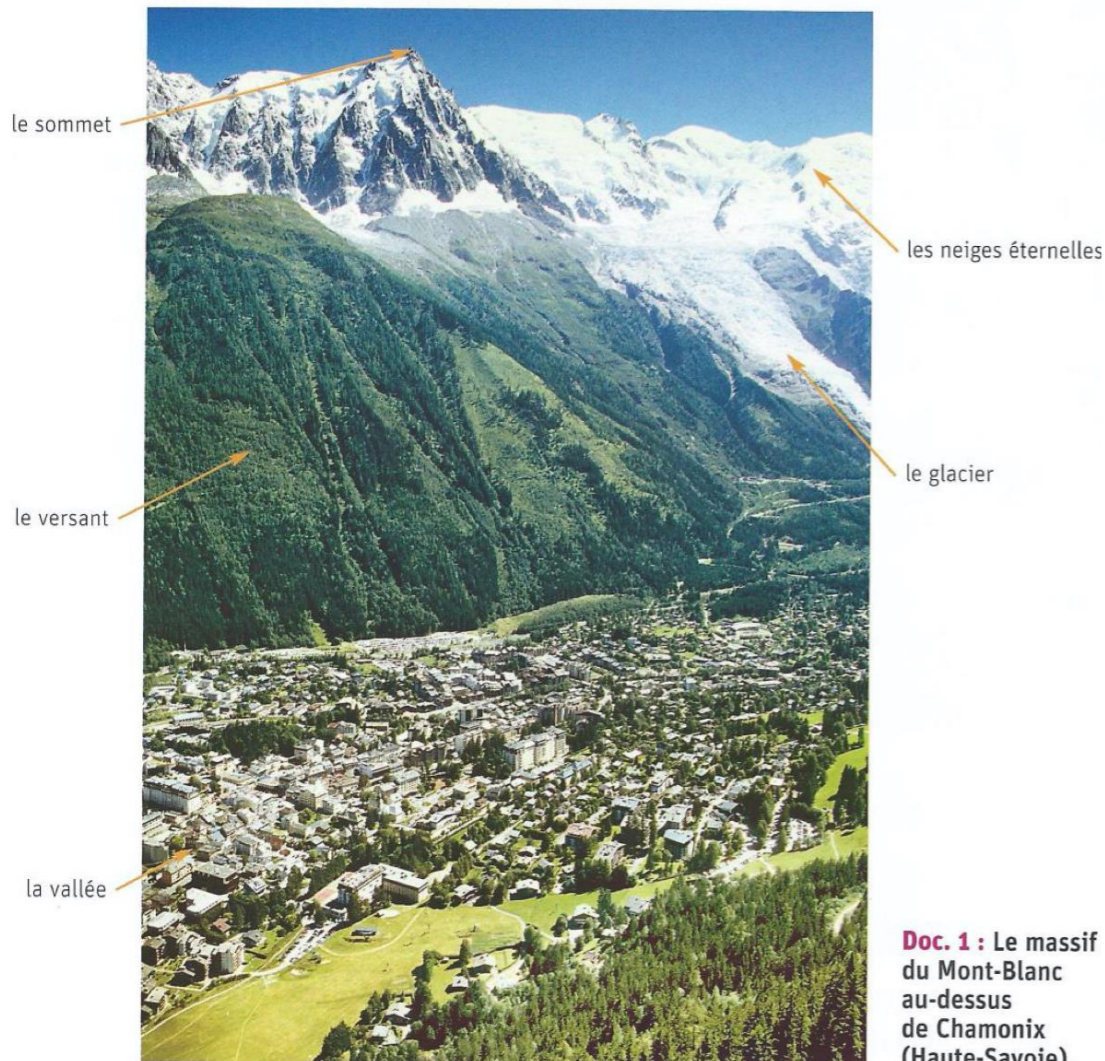 le sommet
les neiges éternelles
le glacier
le versant
la vallée
Doc. 1 : Le massif
du Mont-Blanc
au-dessus
de Chamonix
(Haute-Savoie)